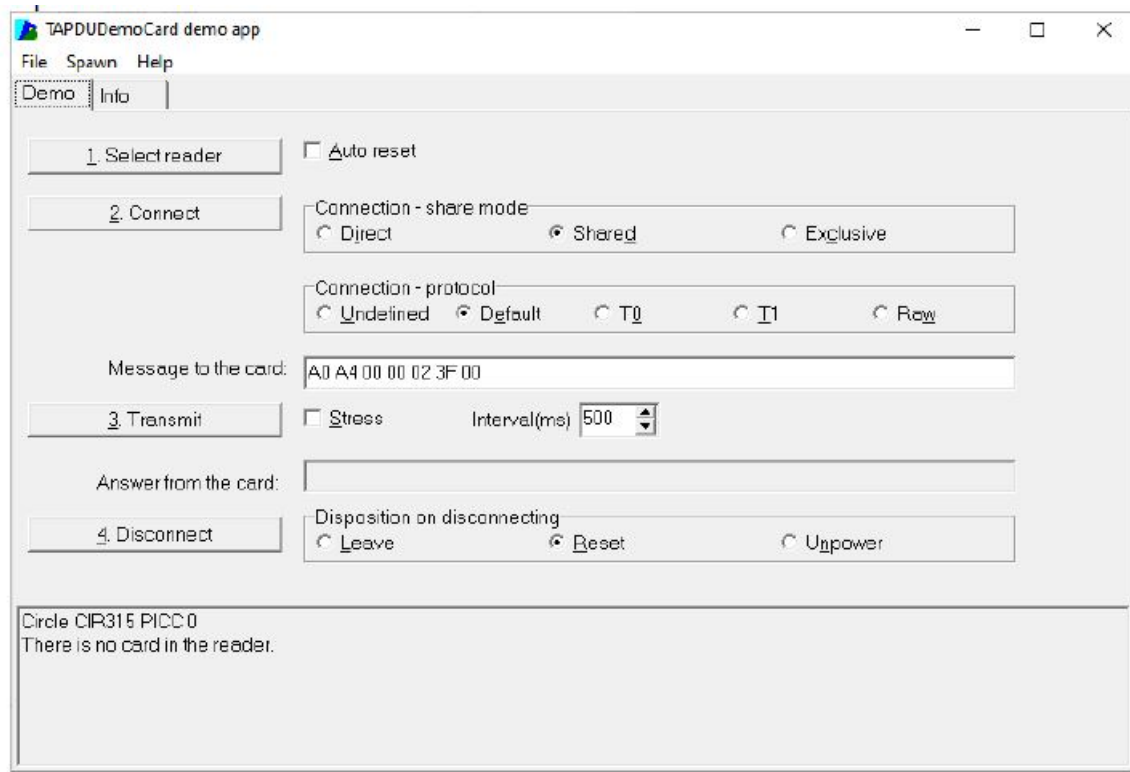 TAPDUDemoCard demo app
File Spawn Help
Demo Info
1. Select reader Auto reset
2. Connect Connection - share mode
Direct Shared Exclusive
Connection - protocol
Undefined Default T0 T1 Raw
Message to the card: A0 A4 00 00 02 3F 00
3. Transmit Stress Interval(ms) 500
Answer from the card:
4. Disconnect Disposition on disconnecting
Leave Reset Unpower
Circle CIR315 PICC 0
There is no card in the reader.